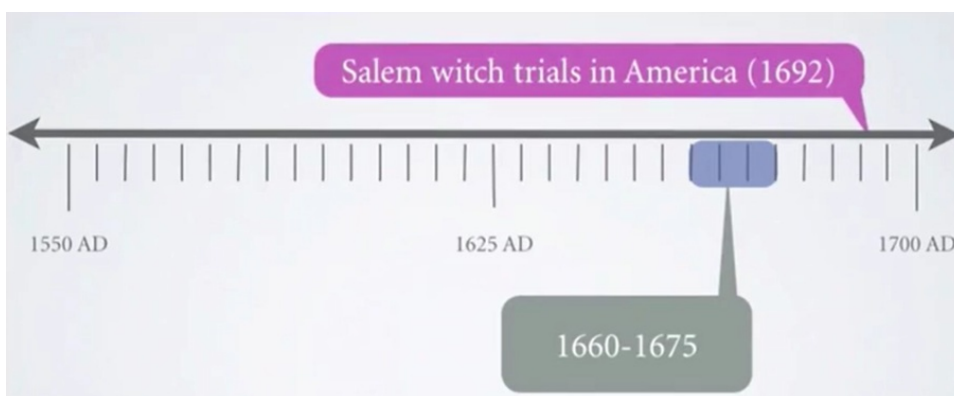 Salem witch trials in America (1692)
1550 AD
1625 AD
1700 AD
1660-1675